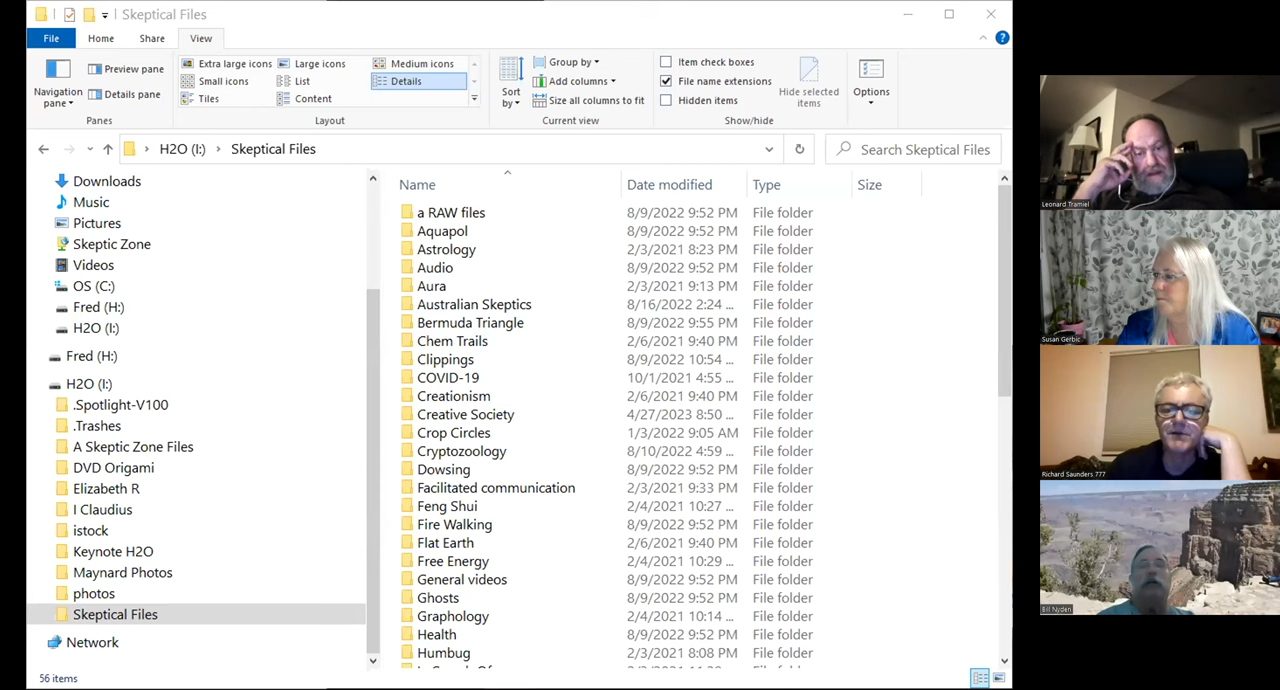 Skeptical Files
File Home Share View
Navigation pane
Preview pane
Details pane
Panes
Extra large icons Large icons Medium icons
Small icons List Details
Tiles Content
Layout
Sort by
Group by
Add columns
Size all columns to fit
Current view
Item check boxes
File name extensions
Hidden items
Hide selected items
Show/hide
Options
H2O (I:) Skeptical Files
Search Skeptical Files
Downloads
Music
Pictures
Skeptic Zone
Videos
OS (C:)
Fred (H:)
H2O (I:)
Fred (H:)
H2O (I:)
.Spotlight-V100
.Trashes
A Skeptic Zone Files
DVD Origami
Elizabeth R
I Claudius
istock
Keynote H2O
Maynard Photos
photos
Skeptical Files
Network
56 items
Name Date modified Type Size
a RAW files 8/9/2022 9:52 PM File folder
Aquapol 8/9/2022 9:52 PM File folder
Astrology 2/3/2021 8:23 PM File folder
Audio 8/9/2022 9:52 PM File folder
Aura 2/3/2021 9:13 PM File folder
Australian Skeptics 8/16/2022 2:24 ... File folder
Bermuda Triangle 8/9/2022 9:55 PM File folder
Chem Trails 2/6/2021 9:40 PM File folder
Clippings 8/9/2022 10:54 ... File folder
COVID-19 10/1/2021 4:55 ... File folder
Creationism 2/6/2021 9:40 PM File folder
Creative Society 4/27/2023 8:50 ... File folder
Crop Circles 1/3/2022 9:05 AM File folder
Cryptozoology 8/10/2022 4:59 ... File folder
Dowsing 8/9/2022 9:52 PM File folder
Facilitated communication 2/3/2021 9:33 PM File folder
Feng Shui 2/4/2021 10:27 ... File folder
Fire Walking 8/9/2022 9:52 PM File folder
Flat Earth 2/6/2021 9:40 PM File folder
Free Energy 2/4/2021 10:29 ... File folder
General videos 8/9/2022 9:52 PM File folder
Ghosts 8/9/2022 9:52 PM File folder
Graphology 2/4/2021 10:14 ... File folder
Health 8/9/2022 9:52 PM File folder
Humbug 2/3/2021 8:08 PM File folder
Leonard Tramiel
Susan Gerbic
Richard Saunders 777
Bill Nyden